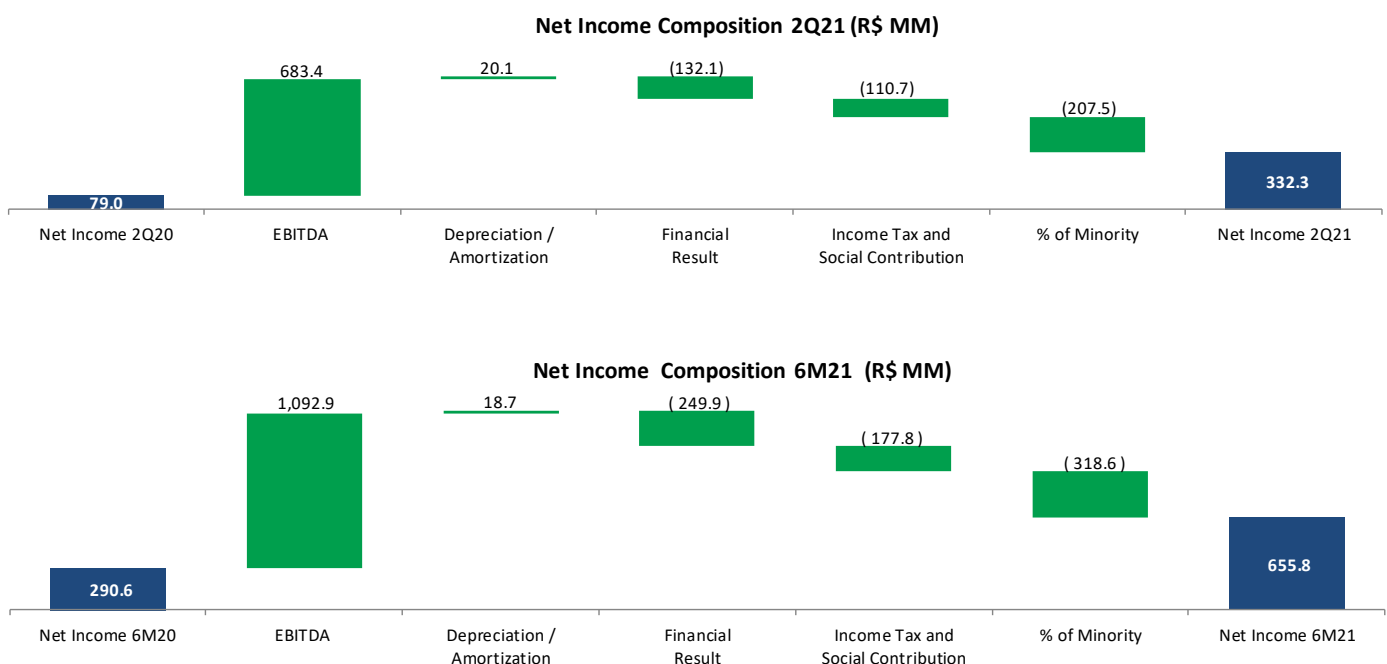 Net Income Composition 2Q21 (R$ MM)
683.4
20.1
(132.1)
(110.7)
(207.5)
79.0
332.3
Net Income 2Q20
EBITDA
Depreciation /
Amortization
Financial
Result
Income Tax and
Social Contribution
% of Minority
Net Income 2Q21
Net Income Composition 6M21 (R$ MM)
1,092.9
18.7
( 249.9 )
( 177.8 )
( 318.6 )
290.6
655.8
Net Income 6M20
EBITDA
Depreciation /
Amortization
Financial
Result
Income Tax and
Social Contribution
% of Minority
Net Income 6M21